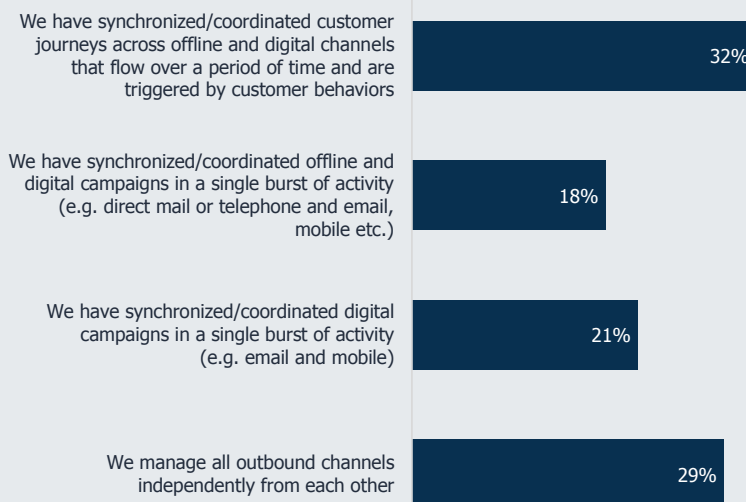 We have synchronized/coordinated customer
journeys across offline and digital channels
that flow over a period of time and are
triggered by customer behaviors
32%
We have synchronized/coordinated offline and
digital campaigns in a single burst of activity
(e.g. direct mail or telephone and email,
mobile etc.)
18%
We have synchronized/coordinated digital
campaigns in a single burst of activity
(e.g. email and mobile)
21%
We manage all outbound channels
independently from each other
29%